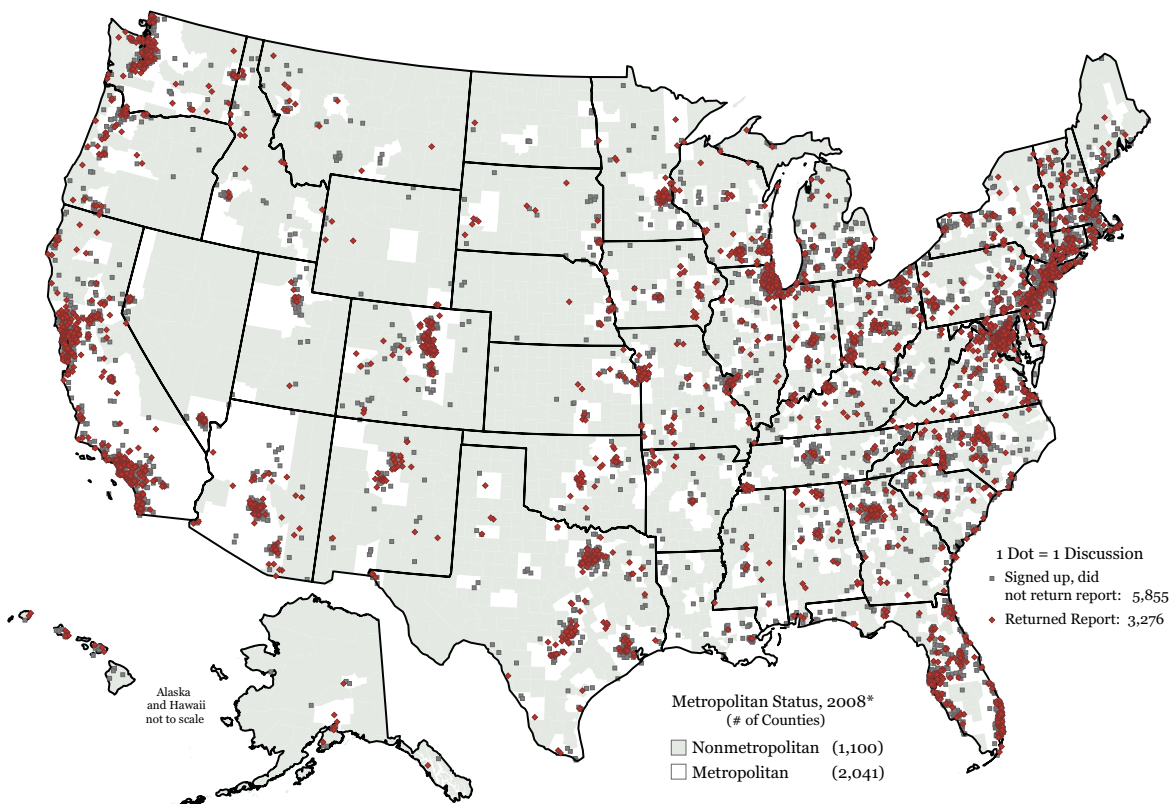 1 Dot = 1 Discussion
Signed up, did
not return report: 5,855
Returned Report: 3,276
Alaska
and Hawaii
not to scale
Metropolitan Status, 2008*
(# of Counties)
Nonmetropolitan (1,100)
Metropolitan (2,041)